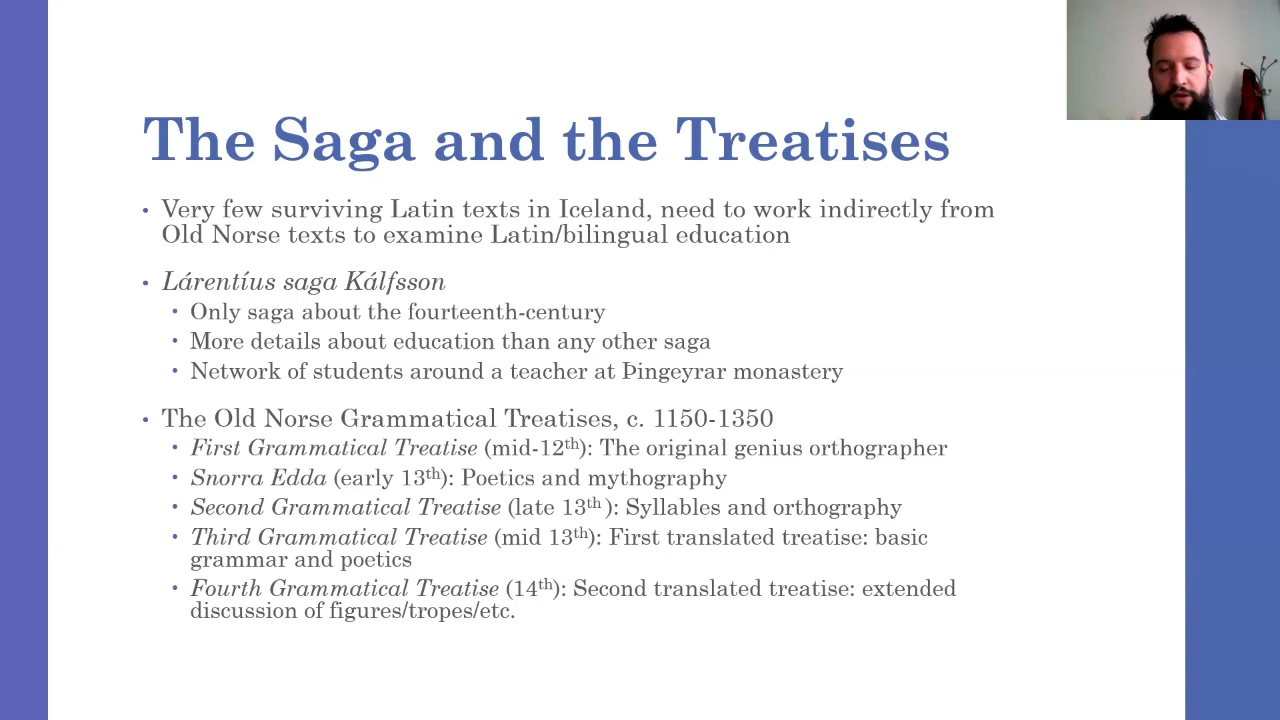 The Saga and the Treatises
• Very few surviving Latin texts in Iceland, need to work indirectly from
Old Norse texts to examine Latin/bilingual education
• Lárentíus saga Kálfsson
• Only saga about the fourteenth-century
• More details about education than any other saga
• Network of students around a teacher at Þingeyrar monastery
• The Old Norse Grammatical Treatises, c. 1150-1350
• First Grammatical Treatise (mid-12th): The original genius orthographer
• Snorra Edda (early 13th): Poetics and mythography
• Second Grammatical Treatise (late 13th ): Syllables and orthography
• Third Grammatical Treatise (mid 13th): First translated treatise: basic
grammar and poetics
• Fourth Grammatical Treatise (14th): Second translated treatise: extended
discussion of figures/tropes/etc.